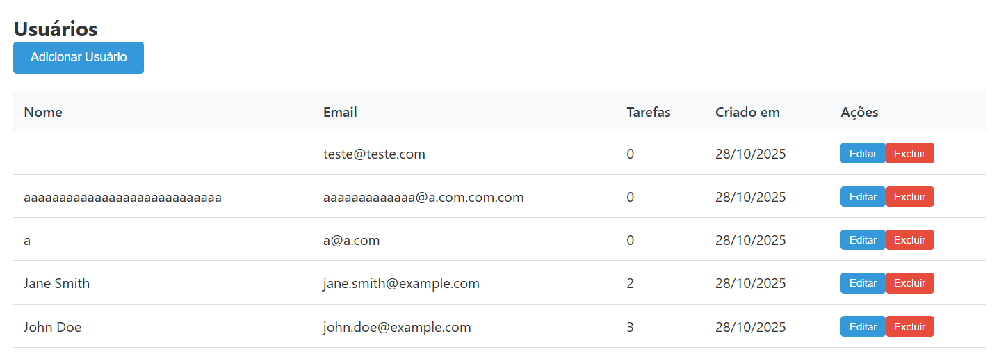 Usuários
Adicionar Usuário
Nome Email Tarefas Criado em Ações
teste@teste.com 0 28/10/2025 Editar Excluir
aaaaaaaaaaaaaaaaaaaaaaaaaaaa aaaaaaaaaaaaa@a.com.com.com 0 28/10/2025 Editar Excluir
a a@a.com 0 28/10/2025 Editar Excluir
Jane Smith jane.smith@example.com 2 28/10/2025 Editar Excluir
John Doe john.doe@example.com 3 28/10/2025 Editar Excluir